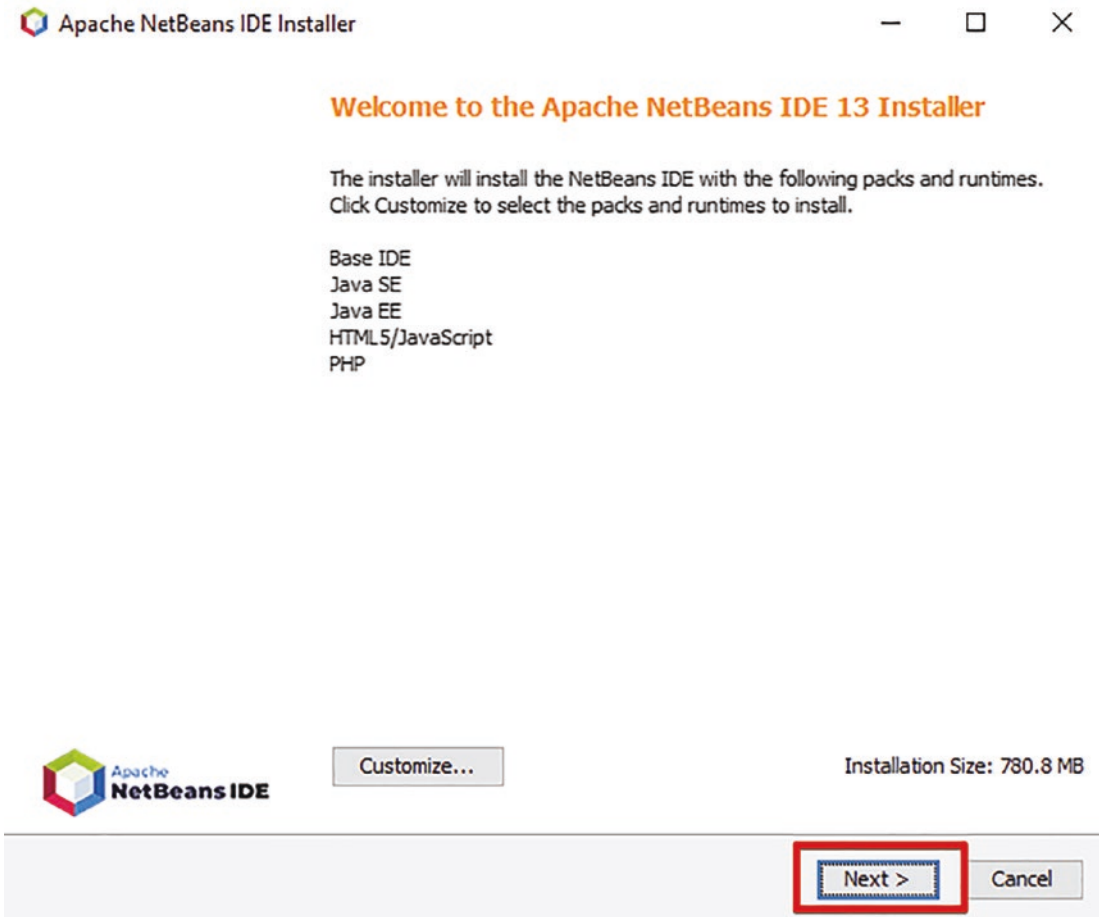 Apache NetBeans IDE Installer
Welcome to the Apache NetBeans IDE 13 Installer
The installer will install the NetBeans IDE with the following packs and runtimes.
Click Customize to select the packs and runtimes to install.
Base IDE
Java SE
Java EE
HTML5/JavaScript
PHP
Apache
NetBeans IDE
Customize...
Installation Size: 780.8 MB
Next >
Cancel